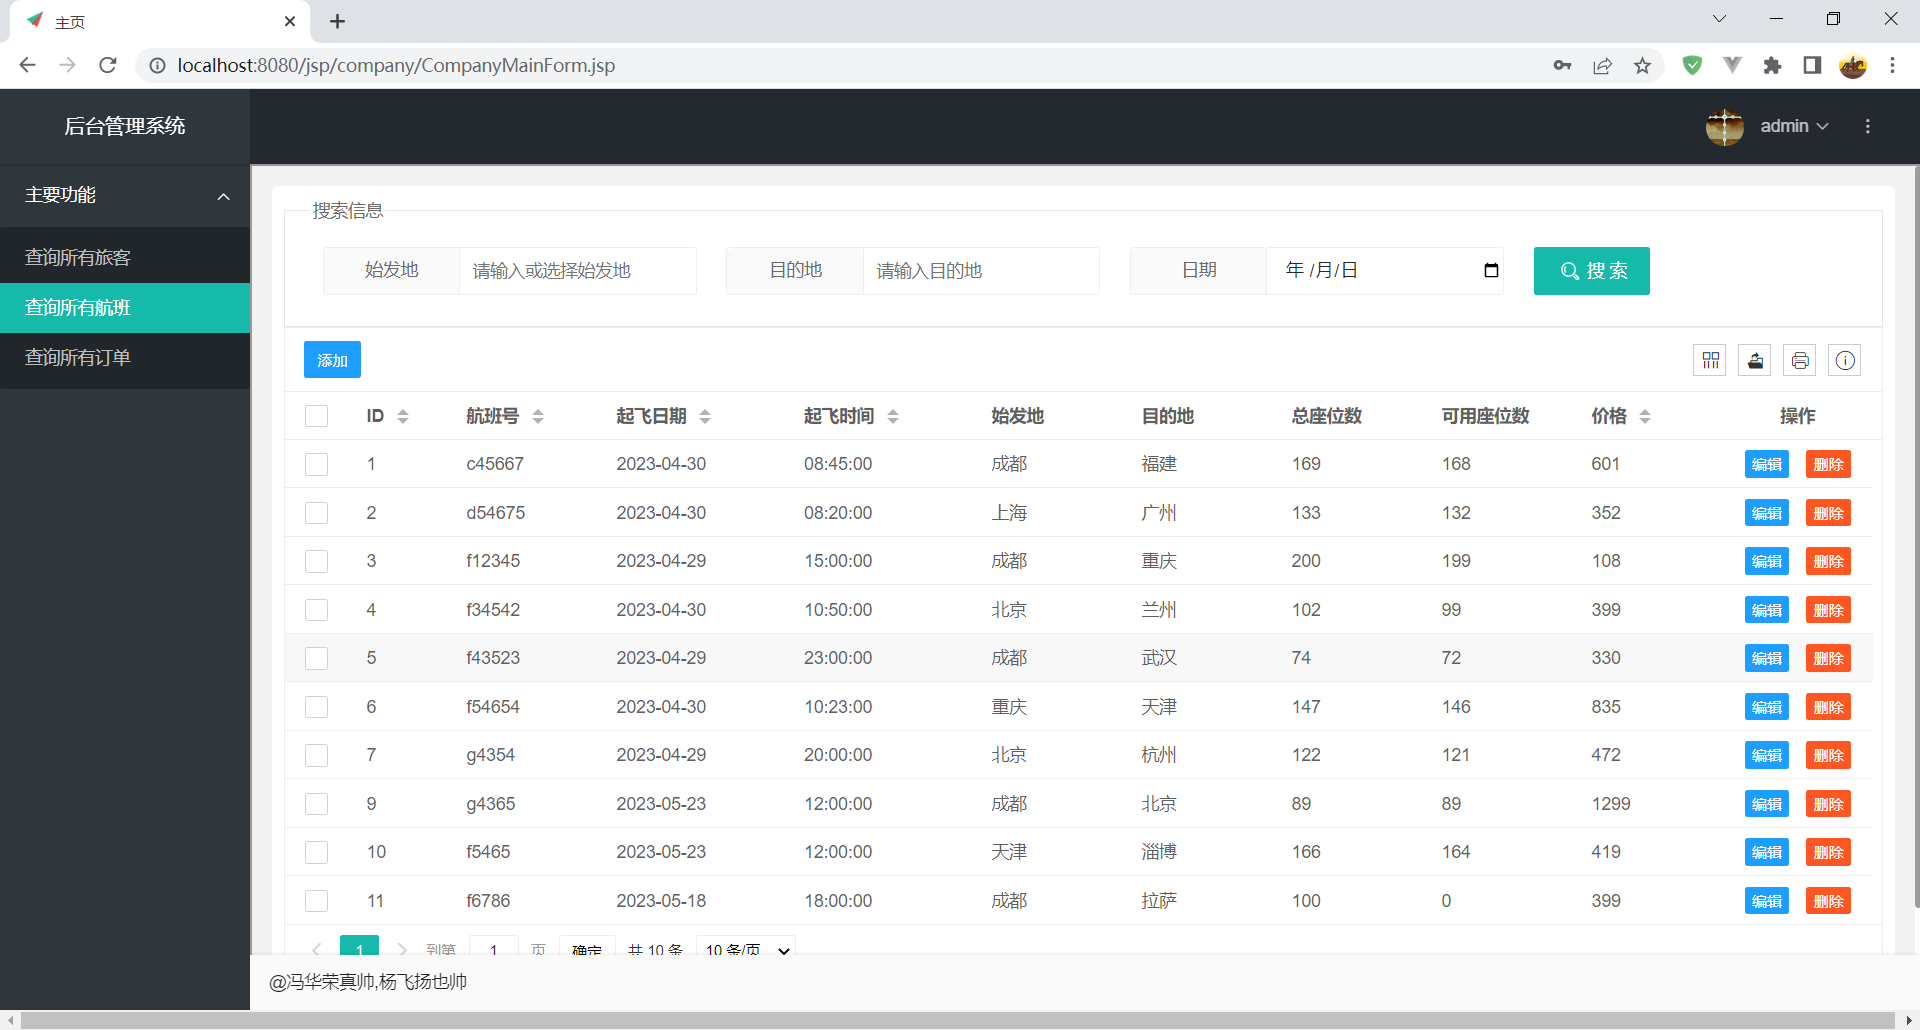 主页
localhost:8080/jsp/company/CompanyMainForm.jsp
后台管理系统
admin
主要功能
查询所有旅客
查询所有航班
查询所有订单
搜索信息
始发地 请输入或选择始发地 目的地 请输入目的地 日期 年 /月/日 搜 索
添加
ID 航班号 起飞日期 起飞时间 始发地 目的地 总座位数 可用座位数 价格 操作
1 c45667 2023-04-30 08:45:00 成都 福建 169 168 601 编辑 删除
2 d54675 2023-04-30 08:20:00 上海 广州 133 132 352 编辑 删除
3 f12345 2023-04-29 15:00:00 成都 重庆 200 199 108 编辑 删除
4 f34542 2023-04-30 10:50:00 北京 兰州 102 99 399 编辑 删除
5 f43523 2023-04-29 23:00:00 成都 武汉 74 72 330 编辑 删除
6 f54654 2023-04-30 10:23:00 重庆 天津 147 146 835 编辑 删除
7 g4354 2023-04-29 20:00:00 北京 杭州 122 121 472 编辑 删除
9 g4365 2023-05-23 12:00:00 成都 北京 89 89 1299 编辑 删除
10 f5465 2023-05-23 12:00:00 天津 淄博 166 164 419 编辑 删除
11 f6786 2023-05-18 18:00:00 成都 拉萨 100 0 399 编辑 删除
1 到第 1 页 确定 共 10 条 10 条/页
@冯华荣真帅,杨飞扬也帅